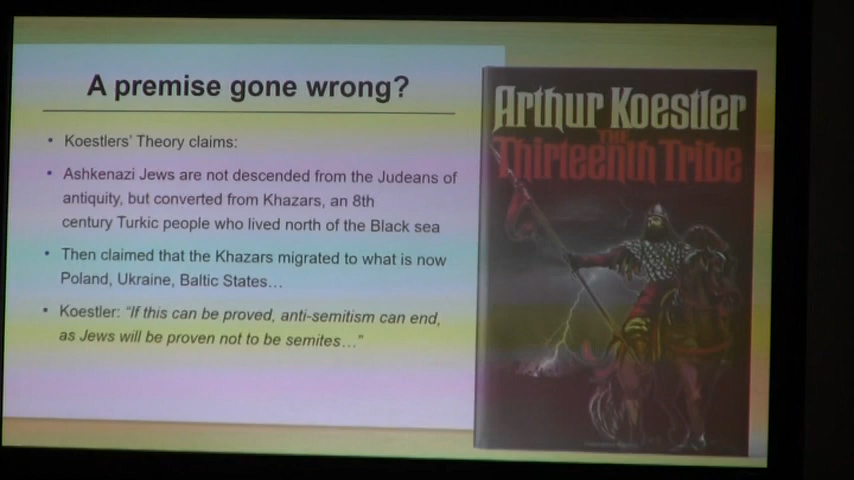 A premise gone wrong?
• Koestlers' Theory claims:
• Ashkenazi Jews are not descended from the Judeans of
antiquity, but converted from Khazars, an 8th
century Turkic people who lived north of the Black sea
• Then claimed that the Khazars migrated to what is now
Poland, Ukraine, Baltic States…
• Koestler: "If this can be proved, anti-semitism can end,
as Jews will be proven not to be semites…"
Arthur Koestler
THE
Thirteenth Tribe